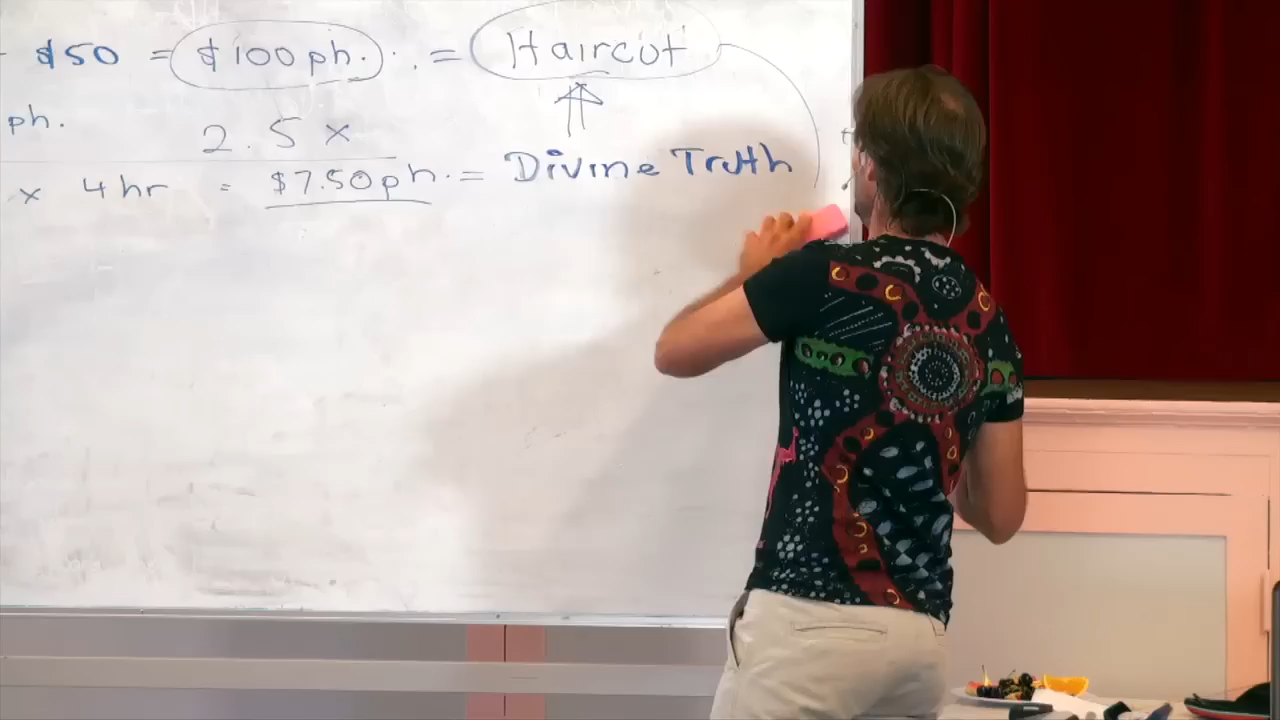 $50 = $100 ph. ∴ = Haircut
ph.
2.5 x
x 4 hr = $7.50 ph. = Divine Truth